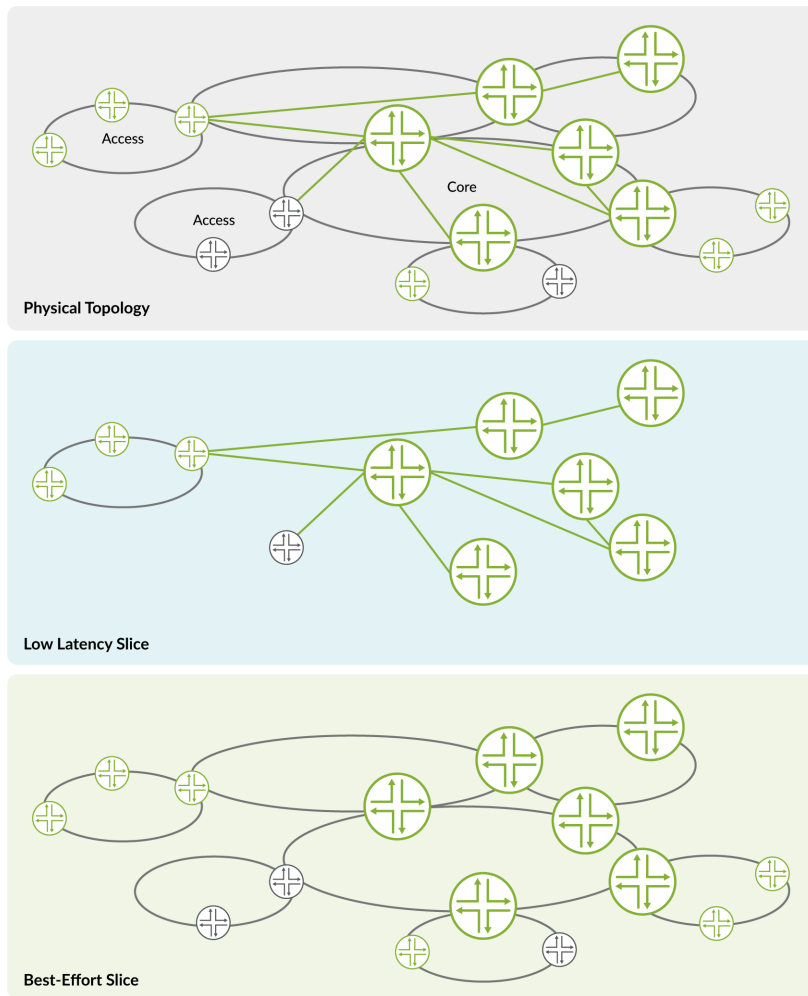 Access
Access
Core
Physical Topology
Low Latency Slice
Best-Effort Slice